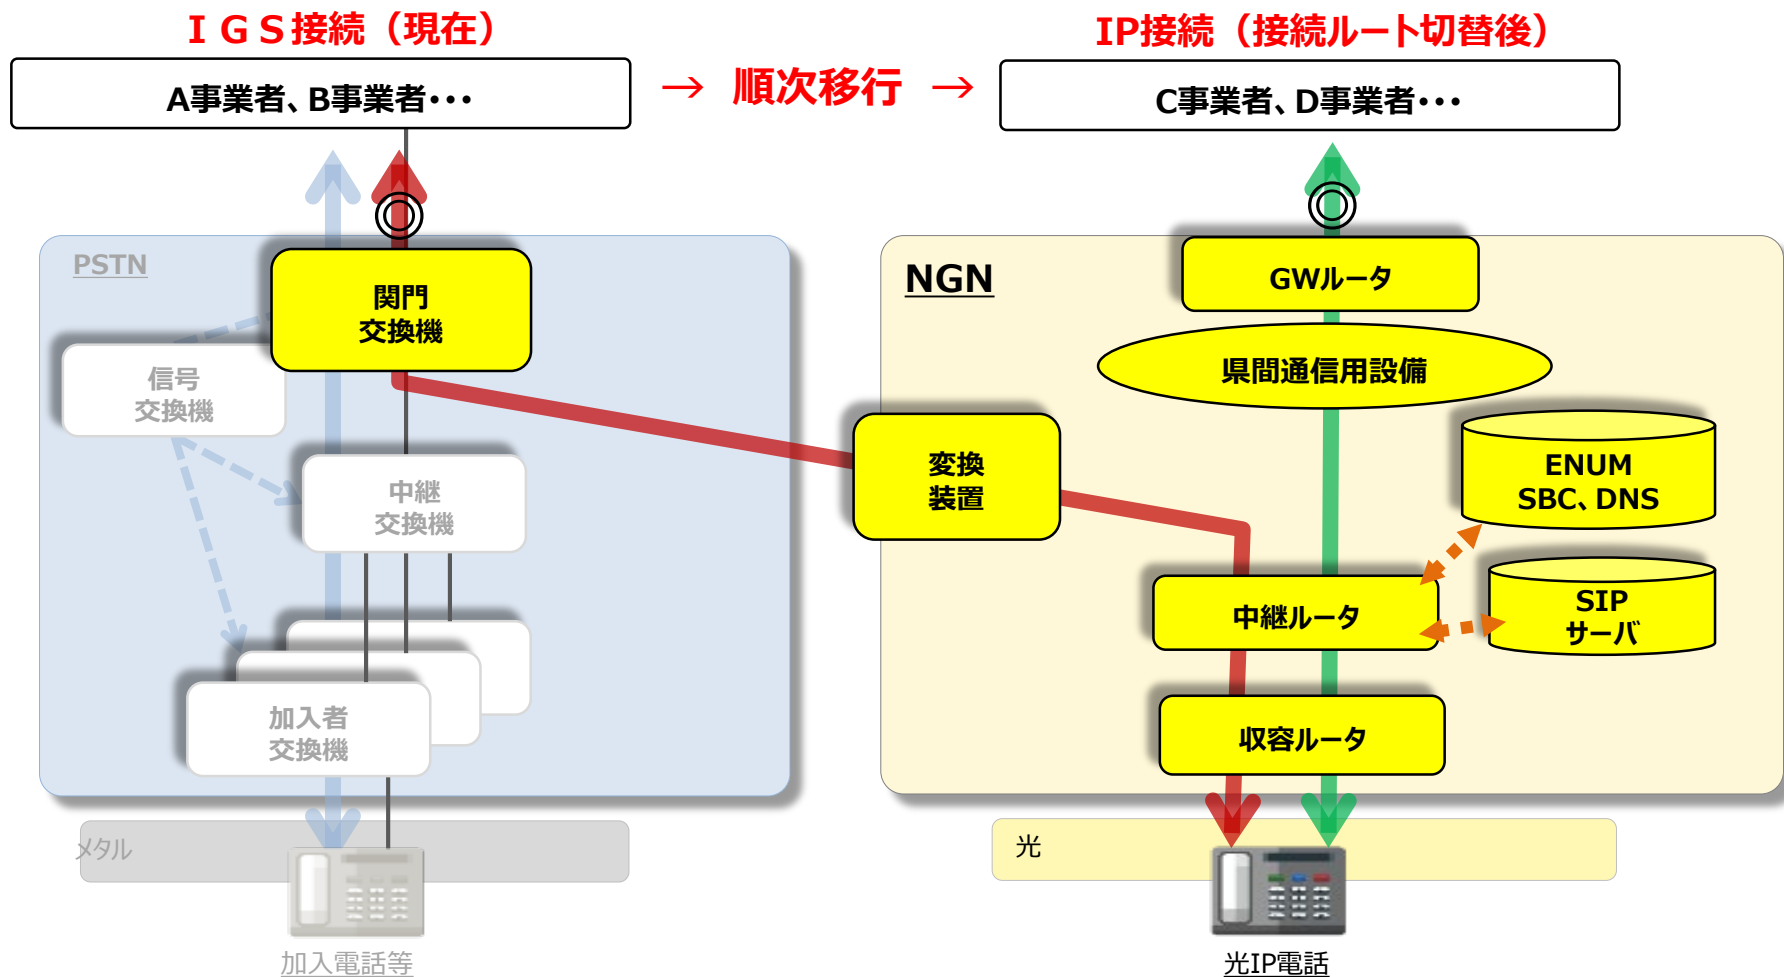 ＩＧＳ接続（現在）
IP接続（接続ルート切替後）
A事業者、B事業者・・・
→ 順次移行 →
C事業者、D事業者・・・
PSTN
関門
交換機
信号
交換機
中継
交換機
加入者
交換機
メタル
加入電話等
NGN
GWルータ
県間通信用設備
変換
装置
ENUM
SBC、DNS
中継ルータ
SIP
サーバ
収容ルータ
光
光IP電話